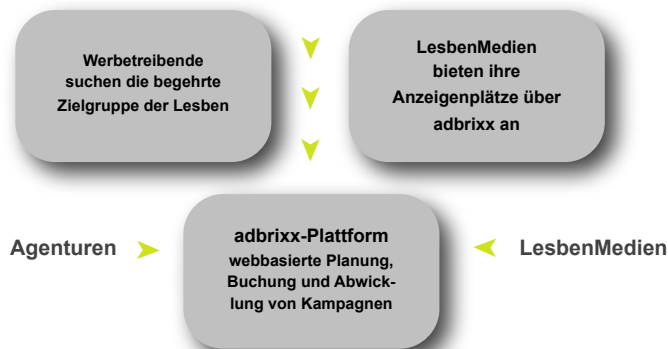 Werbetreibende
suchen die begehrte
Zielgruppe der Lesben
LesbenMedien
bieten ihre
Anzeigenplätze über
adbrixx an
Agenturen
adbrixx-Plattform
webbasierte Planung,
Buchung und Abwick-
lung von Kampagnen
LesbenMedien